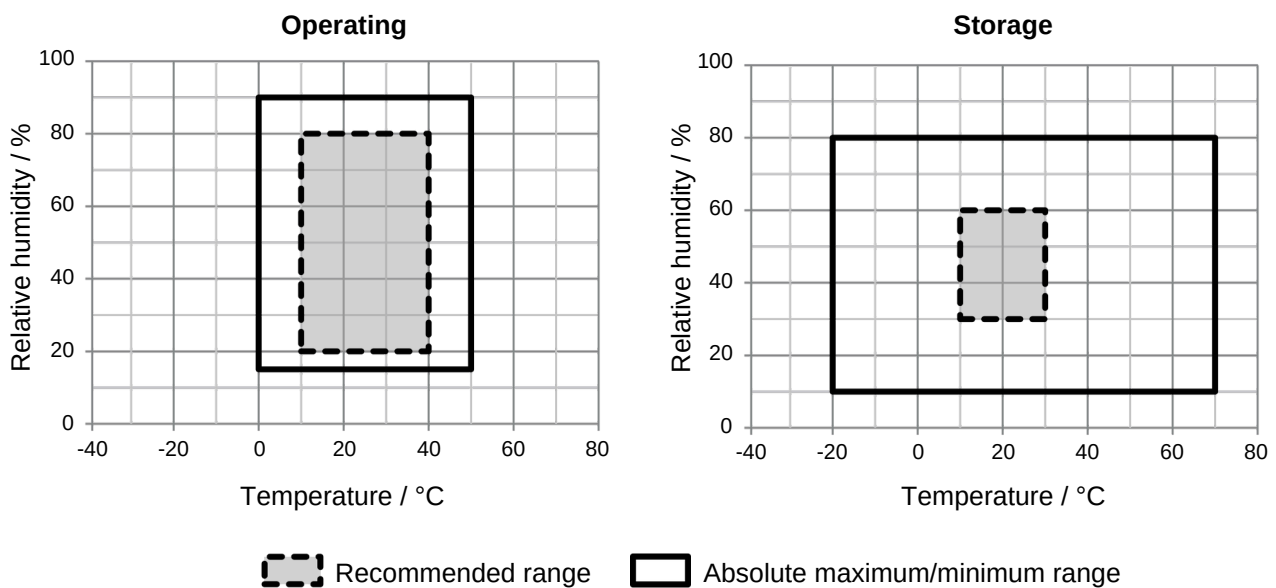 Operating
Relative humidity / %
100
80
60
40
20
0
-40 -20 0 20 40 60 80
Temperature / °C
Storage
Relative humidity / %
100
80
60
40
20
0
-40 -20 0 20 40 60 80
Temperature / °C
Recommended range
Absolute maximum/minimum range